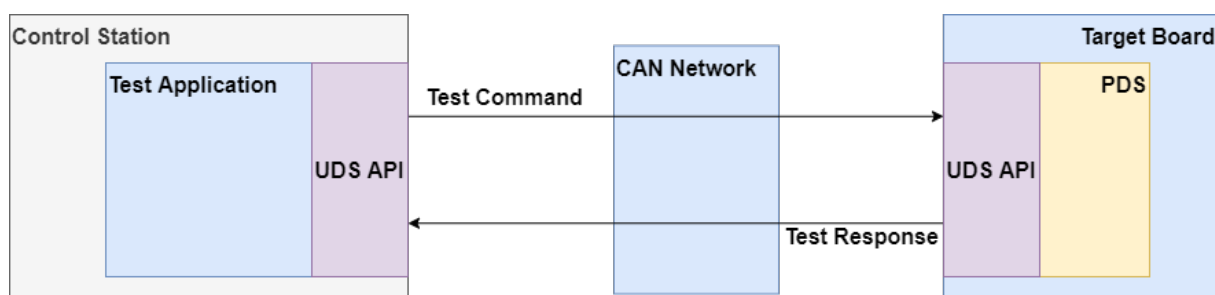 Control Station
Target Board
Test Application
CAN Network
PDS
Test Command
UDS API
UDS API
Test Response